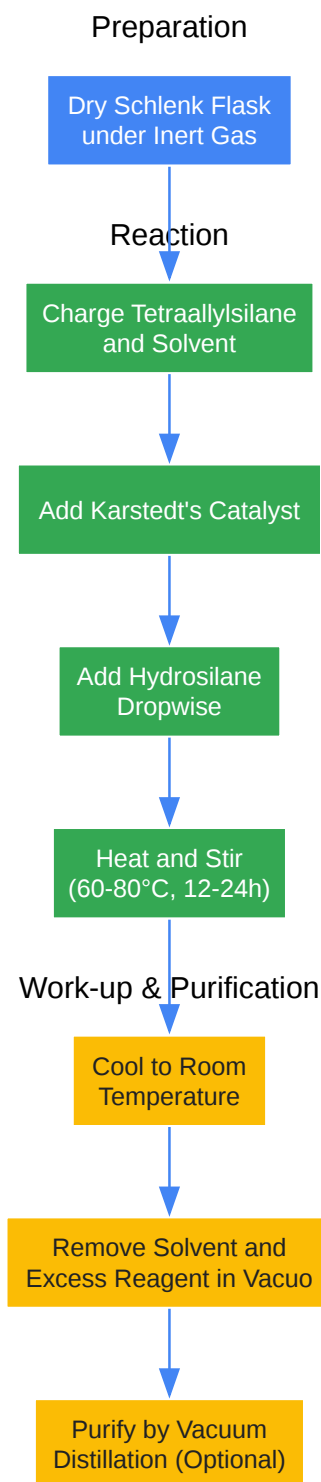 Preparation
Dry Schlenk Flask
under Inert Gas
Reaction
Charge Tetraallylsilane
and Solvent
Add Karstedt's Catalyst
Add Hydrosilane
Dropwise
Heat and Stir
(60-80°C, 12-24h)
Work-up & Purification
Cool to Room
Temperature
Remove Solvent and
Excess Reagent in Vacuo
Purify by Vacuum
Distillation (Optional)